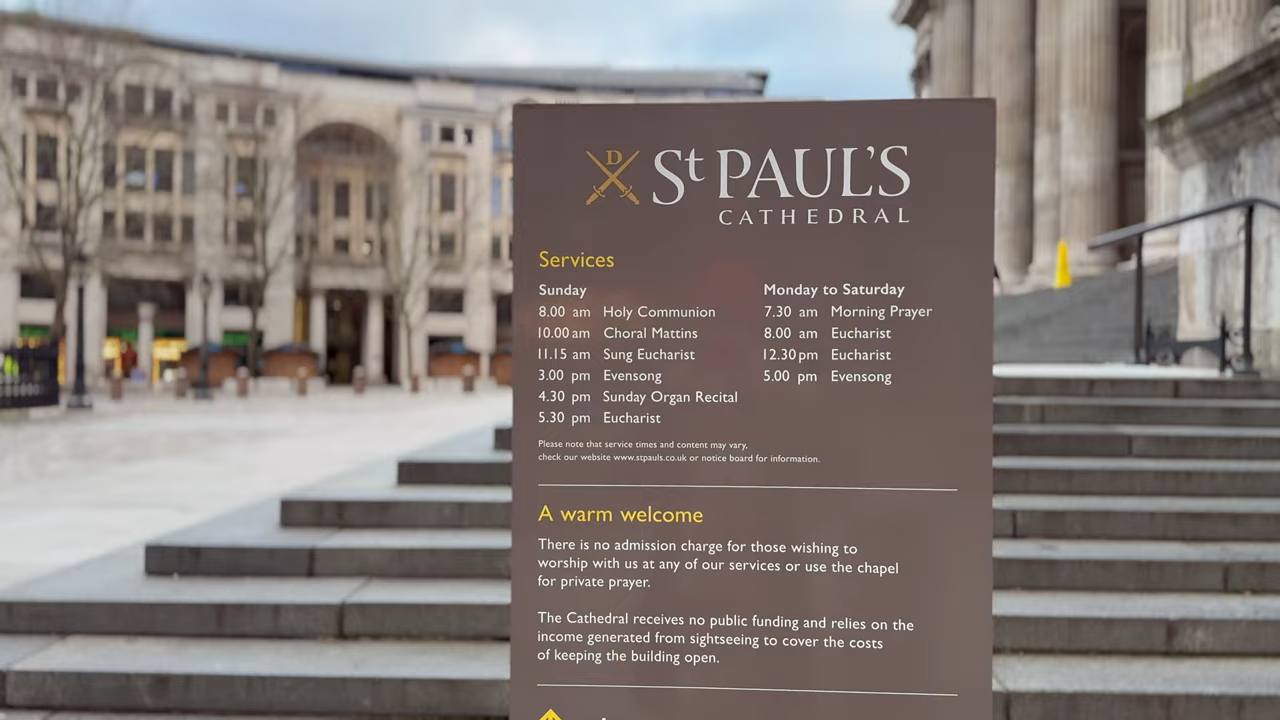 D
St PAUL'S
CATHEDRAL
Services
Sunday
8.00 am Holy Communion
10.00 am Choral Mattins
11.15 am Sung Eucharist
3.00 pm Evensong
4.30 pm Sunday Organ Recital
5.30 pm Eucharist
Monday to Saturday
7.30 am Morning Prayer
8.00 am Eucharist
12.30 pm Eucharist
5.00 pm Evensong
Please note that service times and content may vary,
check our website www.stpauls.co.uk or notice board for information.
A warm welcome
There is no admission charge for those wishing to
worship with us at any of our services or use the chapel
for private prayer.
The Cathedral receives no public funding and relies on the
income generated from sightseeing to cover the costs
of keeping the building open.